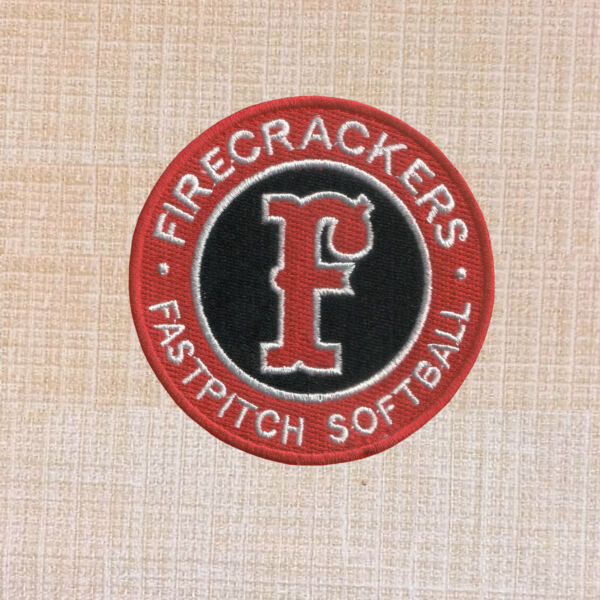 FIRECRACKERS
F
• FASTPITCH SOFTBALL •